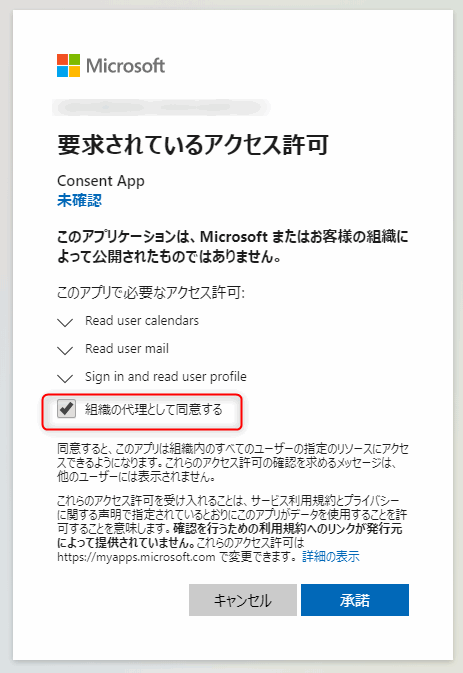 Microsoft
要求されているアクセス許可
Consent App
未確認
このアプリケーションは、Microsoft またはお客様の組織に
よって公開されたものではありません。
このアプリで必要なアクセス許可:
Read user calendars
Read user mail
Sign in and read user profile
組織の代理として同意する
同意すると、このアプリは組織内のすべてのユーザーの指定のリソースにアクセ
スできるようになります。これらのアクセス許可の確認を求めるメッセージは、
他のユーザーには表示されません。
これらのアクセス許可を受け入れることは、サービス利用規約とプライバシー
に関する声明で指定されているとおりにこのアプリがデータを使用することを許
可することを意味します。確認を行うための利用規約へのリンクが発行元
によって提供されていません。これらのアクセス許可は
https://myapps.microsoft.com で変更できます。 詳細の表示
キャンセル
承諾